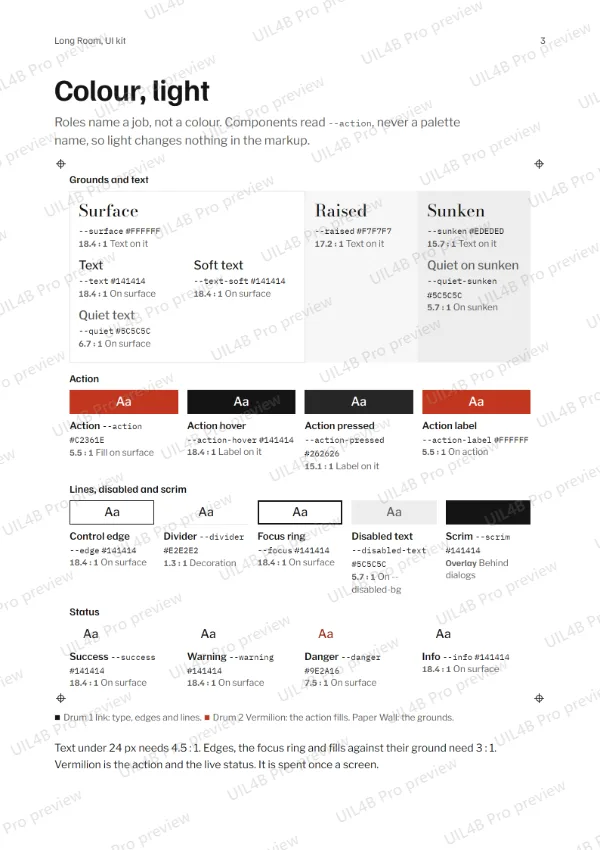 Long Room, UI kit
3
Colour, light
Roles name a job, not a colour. Components read --action, never a palette
name, so light changes nothing in the markup.
Grounds and text
Surface
--surface #FFFFFF
18.4 : 1 Text on it
Raised
--raised #F7F7F7
17.2 : 1 Text on it
Sunken
--sunken #EDEDED
15.7 : 1 Text on it
Text
--text #141414
18.4 : 1 On surface
Soft text
--text-soft #141414
18.4 : 1 On surface
Quiet on sunken
--quiet-sunken
#5C5C5C
5.7 : 1 On sunken
Quiet text
--quiet #5C5C5C
6.7 : 1 On surface
Action
Aa
Aa
Aa
Aa
Action --action
#C2361E
5.5 : 1 Fill on surface
Action hover
--action-hover #141414
18.4 : 1 Label on it
Action pressed
--action-pressed
#262626
15.1 : 1 Label on it
Action label
--action-label #FFFFFF
5.5 : 1 On action
Lines, disabled and scrim
Aa
Aa
Aa
Aa
Control edge
--edge #141414
18.4 : 1 On surface
Divider --divider
#E2E2E2
1.3 : 1 Decoration
Focus ring
--focus #141414
18.4 : 1 On surface
Disabled text
--disabled-text
#5C5C5C
5.7 : 1 On --
disabled-bg
Scrim --scrim
#141414
Overlay Behind
dialogs
Status
Aa
Aa
Aa
Aa
Success --success
#141414
18.4 : 1 On surface
Warning --warning
#141414
18.4 : 1 On surface
Danger --danger
#9E2A16
7.5 : 1 On surface
Info --info #141414
18.4 : 1 On surface
Drum 1 Ink: type, edges and lines. Drum 2 Vermilion: the action fills. Paper Wall: the grounds.
Text under 24 px needs 4.5 : 1. Edges, the focus ring and fills against their ground need 3 : 1.
Vermilion is the action and the live status. It is spent once a screen.
UIL4B Pro preview